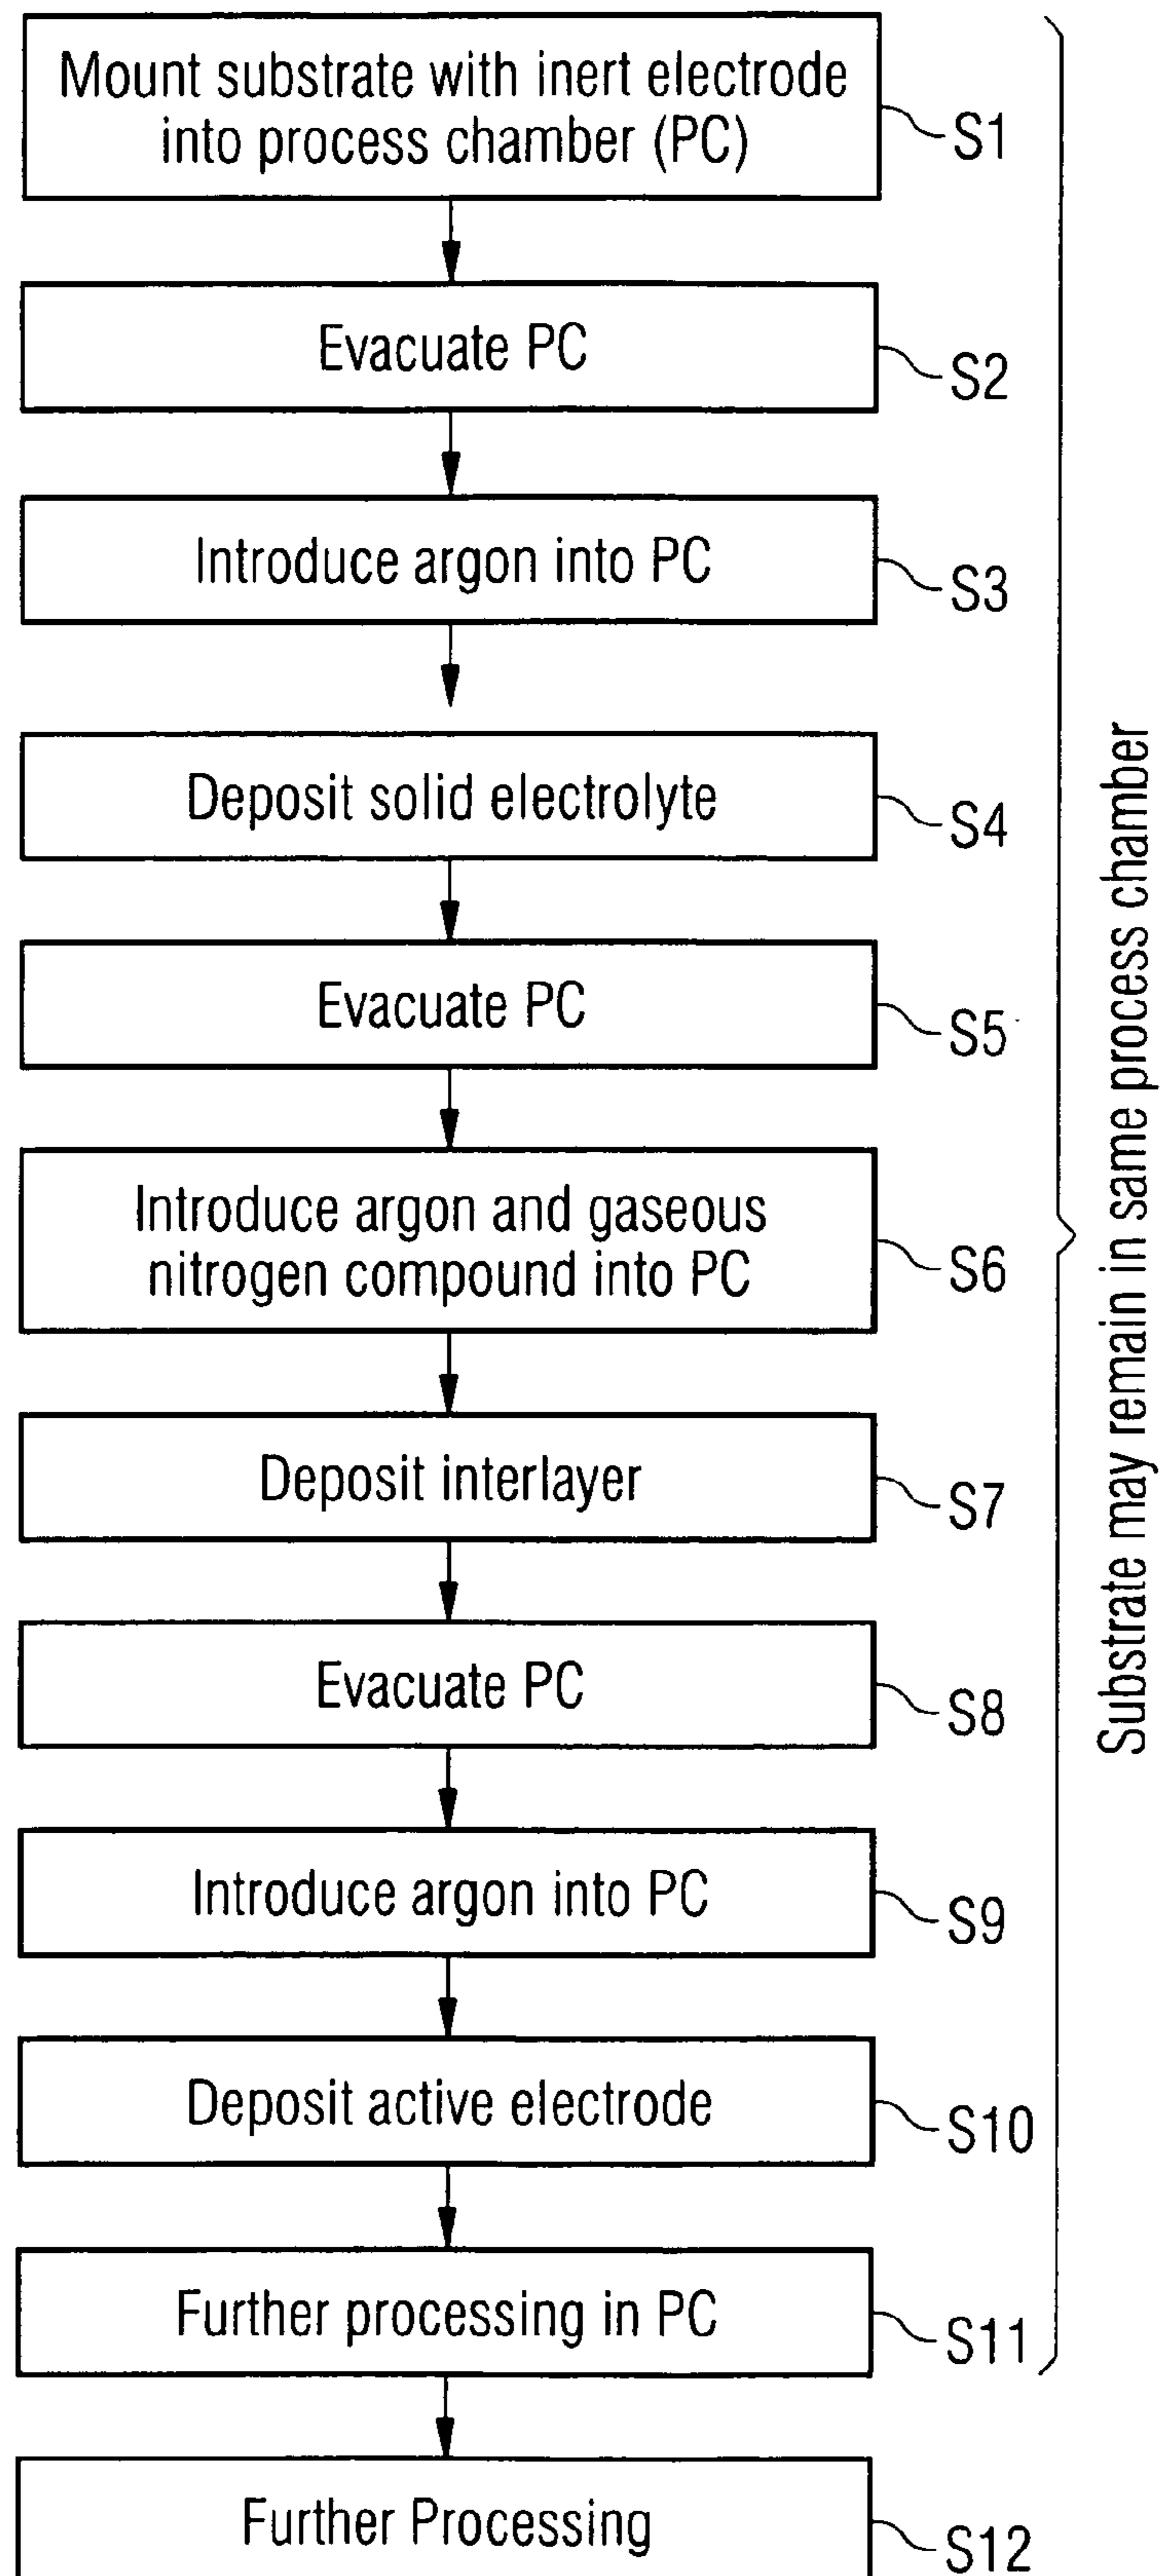 Mount substrate with inert electrode
into process chamber (PC)
S1
Evacuate PC
S2
Introduce argon into PC
S3
Deposit solid electrolyte
S4
Evacuate PC
S5
Introduce argon and gaseous
nitrogen compound into PC
S6
Deposit interlayer
S7
Evacuate PC
S8
Introduce argon into PC
S9
Deposit active electrode
S10
Further processing in PC
S11
Further Processing
S12
Substrate may remain in same process chamber